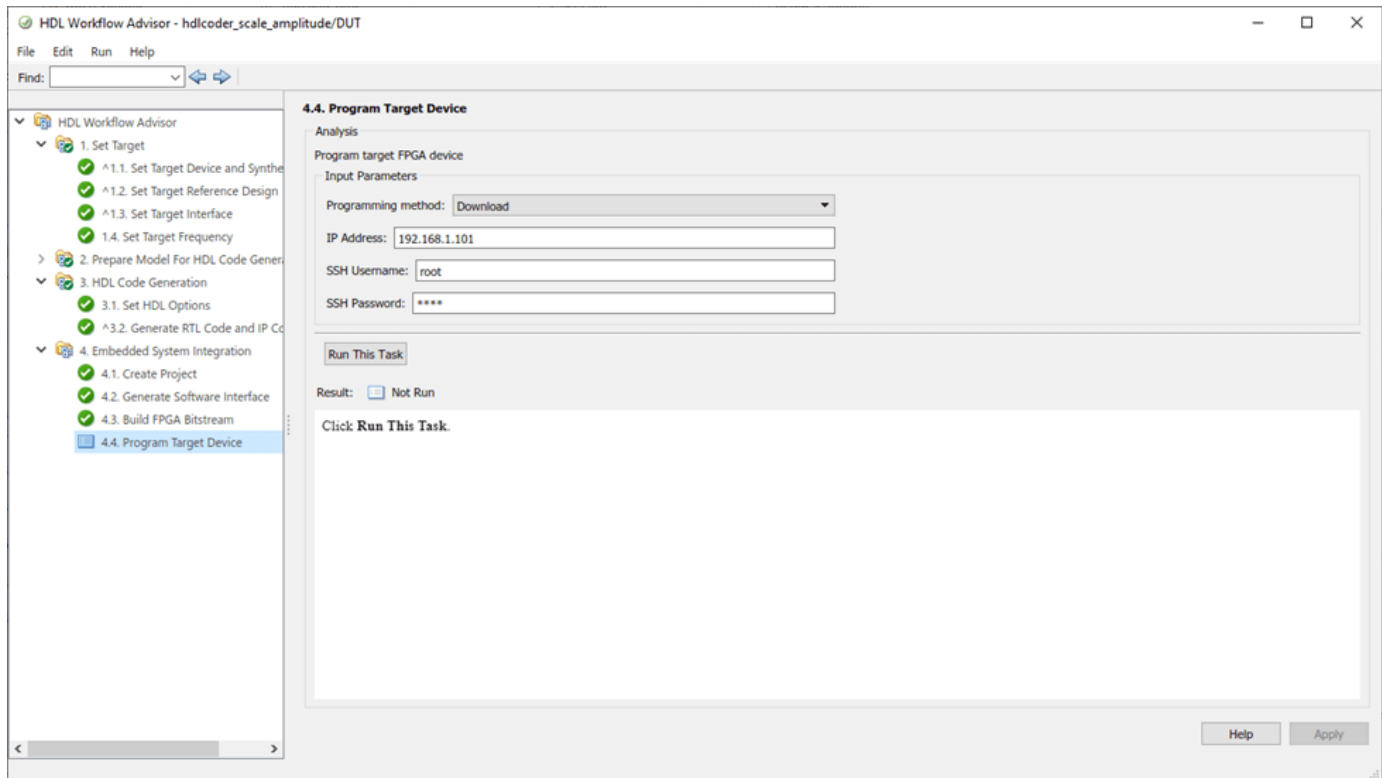 HDL Workflow Advisor - hdlcoder_scale_amplitude/DUT
File Edit Run Help
Find:
HDL Workflow Advisor
1. Set Target
^1.1. Set Target Device and Synthe
^1.2. Set Target Reference Design
^1.3. Set Target Interface
1.4. Set Target Frequency
2. Prepare Model For HDL Code Gener
3. HDL Code Generation
3.1. Set HDL Options
^3.2. Generate RTL Code and IP Co
4. Embedded System Integration
4.1. Create Project
4.2. Generate Software Interface
4.3. Build FPGA Bitstream
4.4. Program Target Device
4.4. Program Target Device
Analysis
Program target FPGA device
Input Parameters
Programming method: Download
IP Address: 192.168.1.101
SSH Username: root
SSH Password: ****
Run This Task
Result: Not Run
Click Run This Task.
Help Apply